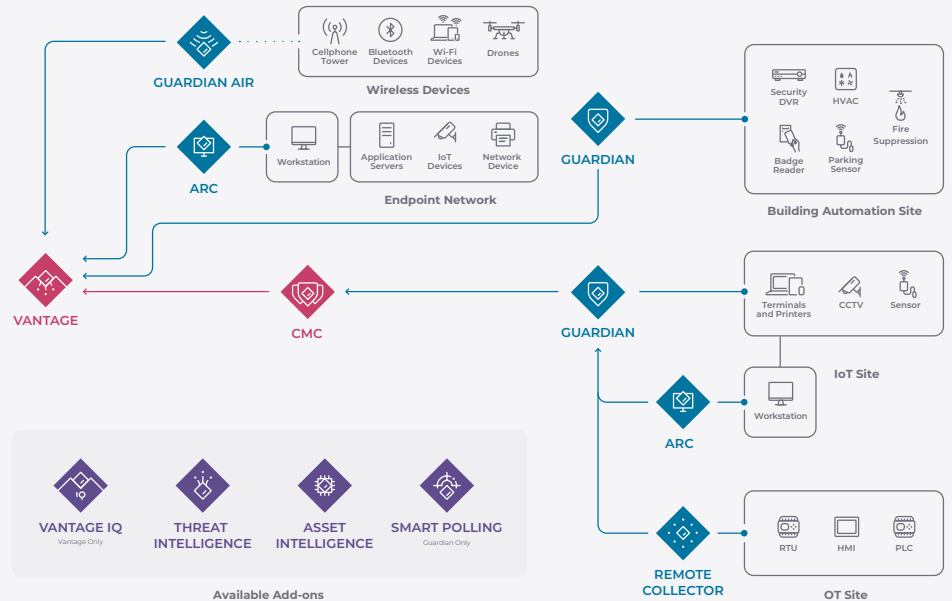 Cellphone
Tower
Bluetooth
Devices
Wi-Fi
Devices
Drones
GUARDIAN AIR
Wireless Devices
Security
DVR
HVAC
Fire
Suppression
Badge
Reader
Parking
Sensor
Building Automation Site
GUARDIAN
ARC
Workstation
Application
Servers
IoT
Devices
Network
Device
Endpoint Network
VANTAGE
CMC
GUARDIAN
Terminals
and Printers
CCTV
Sensor
IoT Site
ARC
Workstation
IQ
VANTAGE IQ
Vantage Only
THREAT
INTELLIGENCE
ASSET
INTELLIGENCE
SMART POLLING
Guardian Only
Available Add-ons
REMOTE
COLLECTOR
RTU
HMI
PLC
OT Site